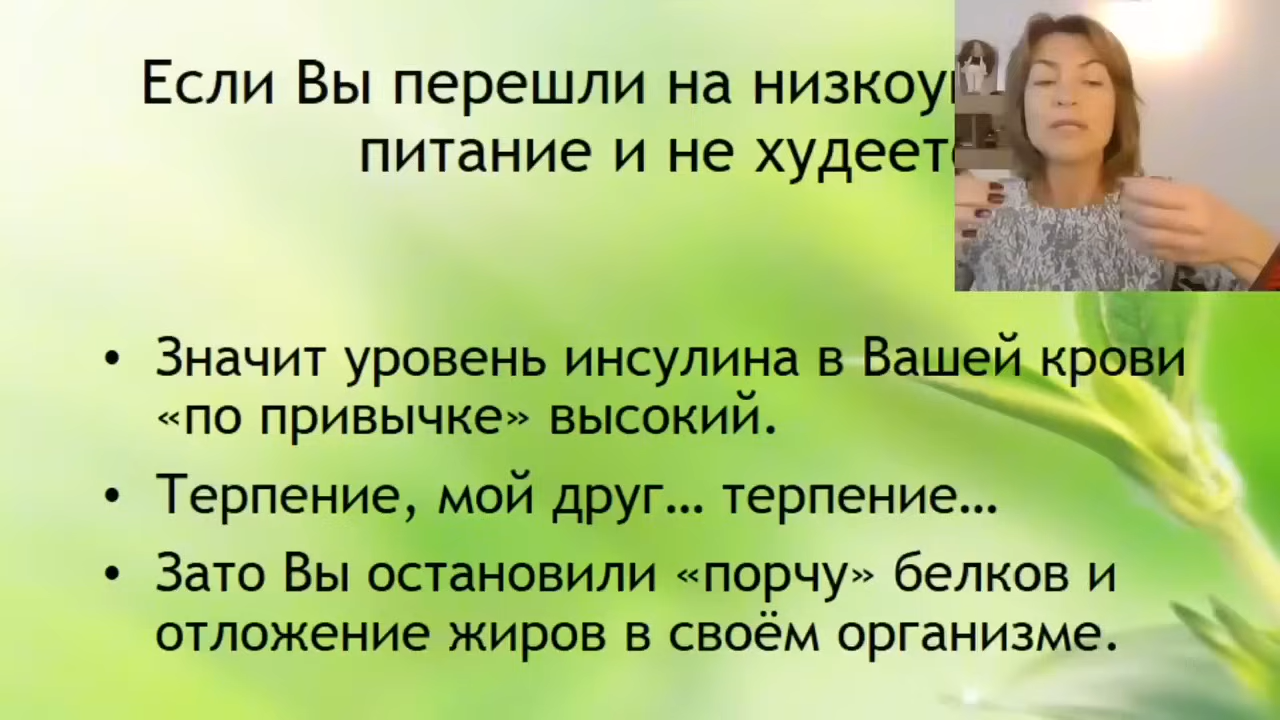 Если Вы перешли на
питание и не
• Значит уровень инсулина в Вашей крови
«по привычке» высокий.
• Терпение, мой друг… терпение…
• Зато Вы остановили «порчу» белков и
отложение жиров в своём организме.